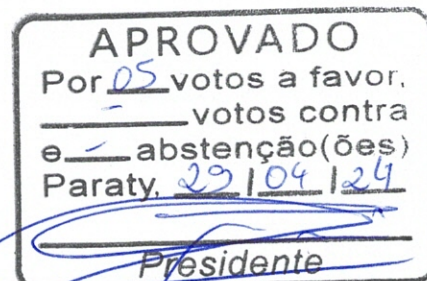 APROVADO
Por 05 votos a favor,
- votos contra
e - abstenção(ões)
Paraty, 29 / 04 / 24
Presidente